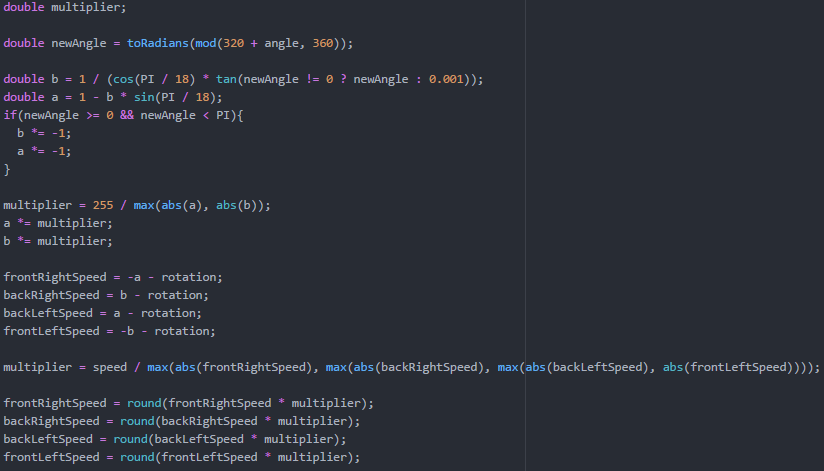 double multiplier;
double newAngle = toRadians(mod(320 + angle, 360));
double b = 1 / (cos(PI / 18) * tan(newAngle != 0 ? newAngle : 0.001));
double a = 1 - b * sin(PI / 18);
if(newAngle >= 0 && newAngle < PI){
  b *= -1;
  a *= -1;
}
multiplier = 255 / max(abs(a), abs(b));
a *= multiplier;
b *= multiplier;
frontRightSpeed = -a - rotation;
backRightSpeed = b - rotation;
backLeftSpeed = a - rotation;
frontLeftSpeed = -b - rotation;
multiplier = speed / max(abs(frontRightSpeed), max(abs(backRightSpeed), max(abs(backLeftSpeed), abs(frontLeftSpeed))));
frontRightSpeed = round(frontRightSpeed * multiplier);
backRightSpeed = round(backRightSpeed * multiplier);
backLeftSpeed = round(backLeftSpeed * multiplier);
frontLeftSpeed = round(frontLeftSpeed * multiplier);